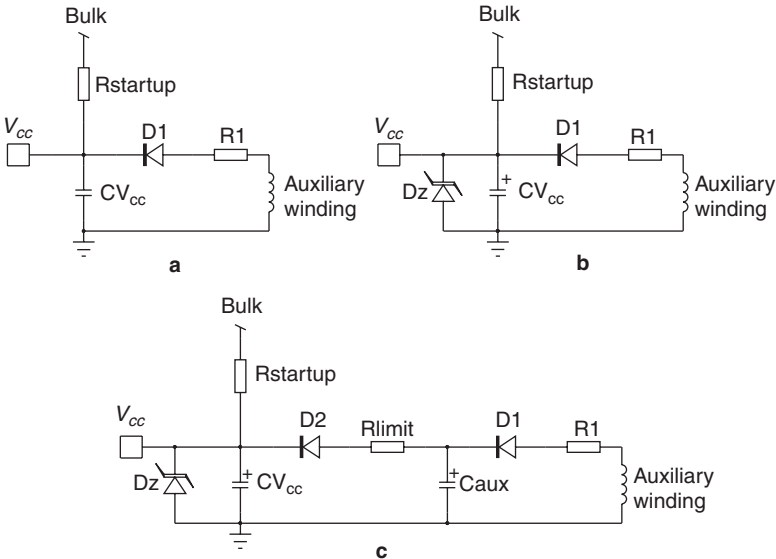 Bulk
Rstartup
Vcc
D1
R1
CVcc
Auxiliary
winding
a
Bulk
Rstartup
Vcc
D1
R1
Dz
+
CVcc
Auxiliary
winding
b
Bulk
Rstartup
Vcc
D2
Rlimit
D1
R1
Dz
+
CVcc
+
Caux
Auxiliary
winding
c